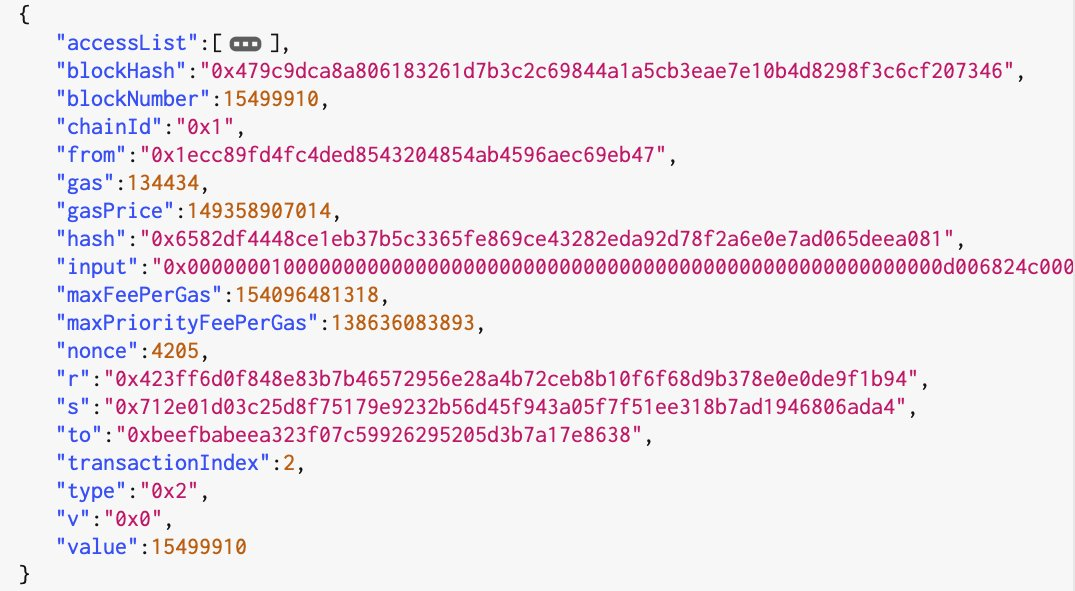 {
"accessList":[ ... ],
"blockHash":"0x479c9dca8a806183261d7b3c2c69844a1a5cb3eae7e10b4d8298f3c6cf207346",
"blockNumber":15499910,
"chainId":"0x1",
"from":"0x1ecc89fd4fc4ded8543204854ab4596aec69eb47",
"gas":134434,
"gasPrice":149358907014,
"hash":"0x6582df4448ce1eb37b5c3365fe869ce43282eda92d78f2a6e0e7ad065deea081",
"input":"0x00000001000000000000000000000000000000000000000000000000000000d006824c000
"maxFeePerGas":154096481318,
"maxPriorityFeePerGas":138636083893,
"nonce":4205,
"r":"0x423ff6d0f848e83b7b46572956e28a4b72ceb8b10f6f68d9b378e0e0de9f1b94",
"s":"0x712e01d03c25d8f75179e9232b56d45f943a05f7f51ee318b7ad1946806ada4",
"to":"0xbeefbabeea323f07c59926295205d3b7a17e8638",
"transactionIndex":2,
"type":"0x2",
"v":"0x0",
"value":15499910
}